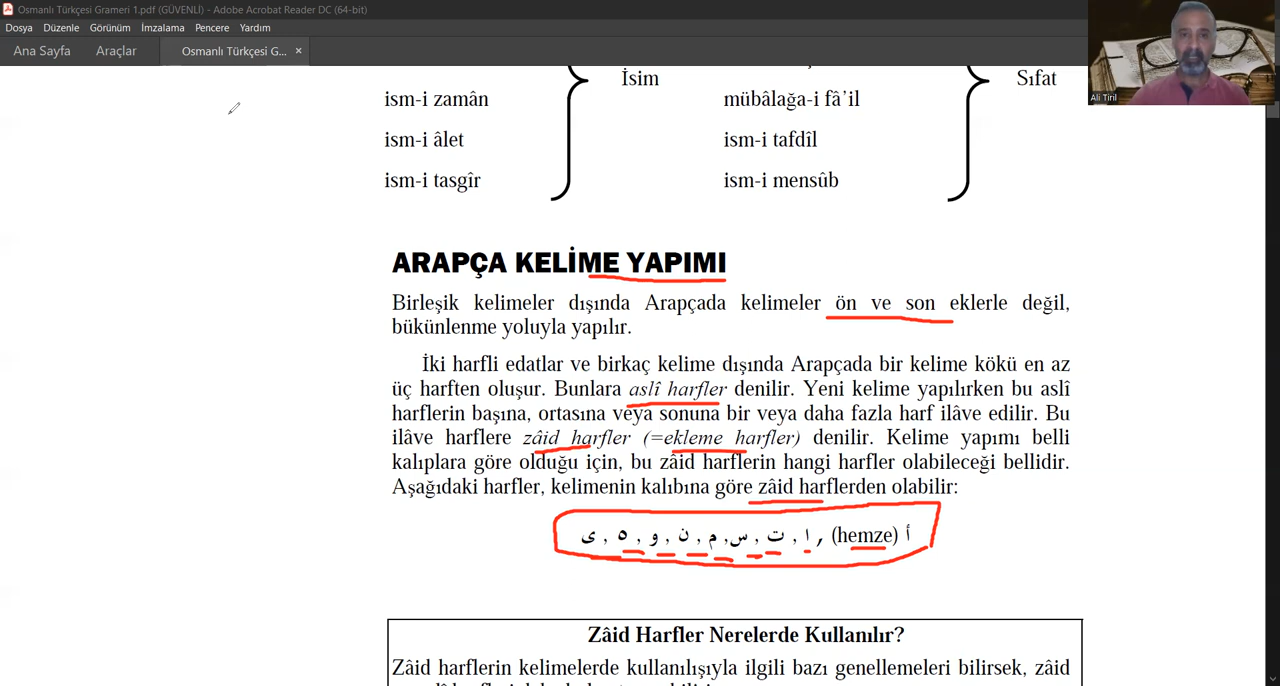 Osmanlı Türkçesi Grameri 1.pdf (GÜVENLİ) - Adobe Acrobat Reader DC (64-bit)
Dosya Düzenle Görünüm İmzalama Pencere Yardım
Ana Sayfa Araçlar Osmanlı Türkçesi G... ×
Ali Tiril
İsim Sıfat
ism-i zamân mübâlağa-i fâ’il
ism-i âlet ism-i tafdîl
ism-i tasgîr ism-i mensûb
ARAPÇA KELİME YAPIMI
Birleşik kelimeler dışında Arapçada kelimeler ön ve son eklerle değil,
bükünlenme yoluyla yapılır.
İki harfli edatlar ve birkaç kelime dışında Arapçada bir kelime kökü en az
üç harften oluşur. Bunlara aslî harfler denilir. Yeni kelime yapılırken bu aslî
harflerin başına, ortasına veya sonuna bir veya daha fazla harf ilâve edilir. Bu
ilâve harflere zâid harfler (=ekleme harfler) denilir. Kelime yapımı belli
kalıplara göre olduğu için, bu zâid harflerin hangi harfler olabileceği bellidir.
Aşağıdaki harfler, kelimenin kalıbına göre zâid harflerden olabilir:
أ (hemze) , ا , ت , س , م , ن , و , ه , ى
Zâid Harfler Nerelerde Kullanılır?
Zâid harflerin kelimelerde kullanılışıyla ilgili bazı genellemeleri bilirsek, zâid